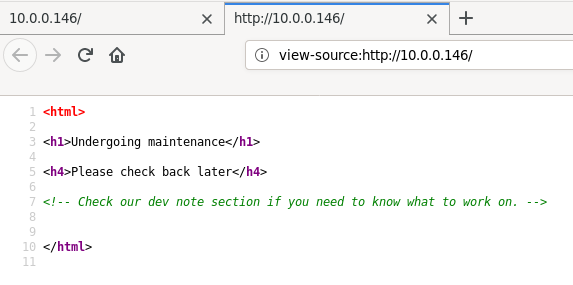 10.0.0.146/
http://10.0.0.146/
view-source:http://10.0.0.146/
1 <html>
2
3 <h1>Undergoing maintenance</h1>
4
5 <h4>Please check back later</h4>
6
7 <!-- Check our dev note section if you need to know what to work on. -->
8
9
10 </html>
11